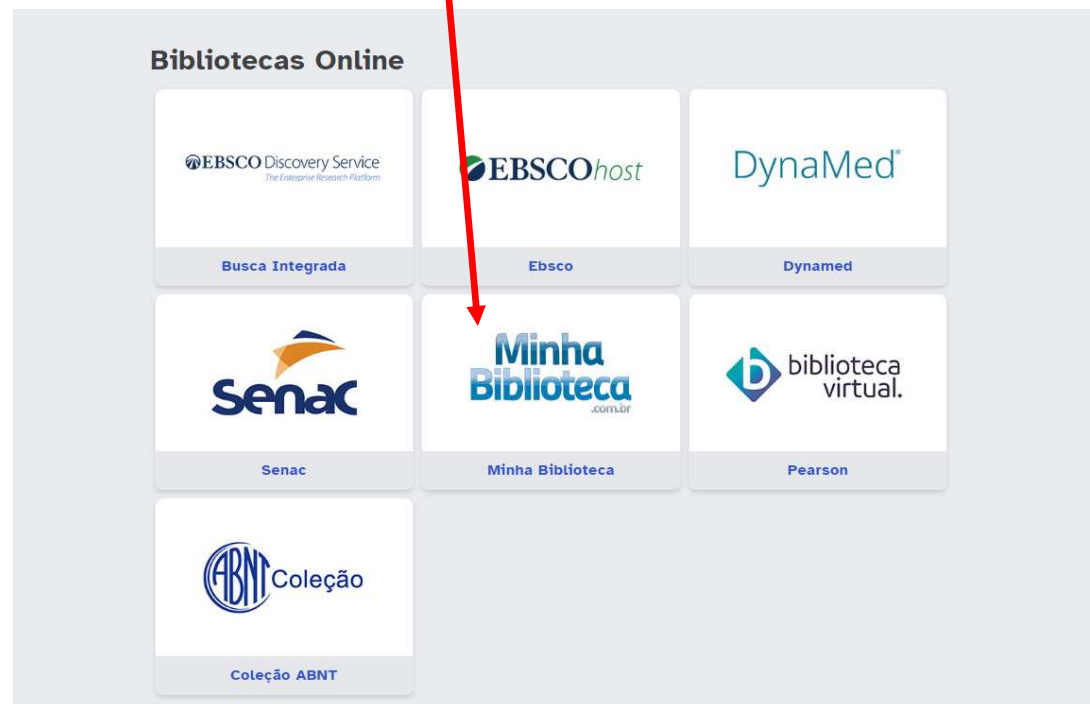 Bibliotecas Online
EBSCO Discovery Service
The Enterprise Research Platform
EBSCOhost
DynaMed®
Busca Integrada
Ebsco
Dynamed
Senac
Minha
Biblioteca
.com.br
biblioteca
virtual.
Senac
Minha Biblioteca
Pearson
ABNT Coleção
Coleção ABNT